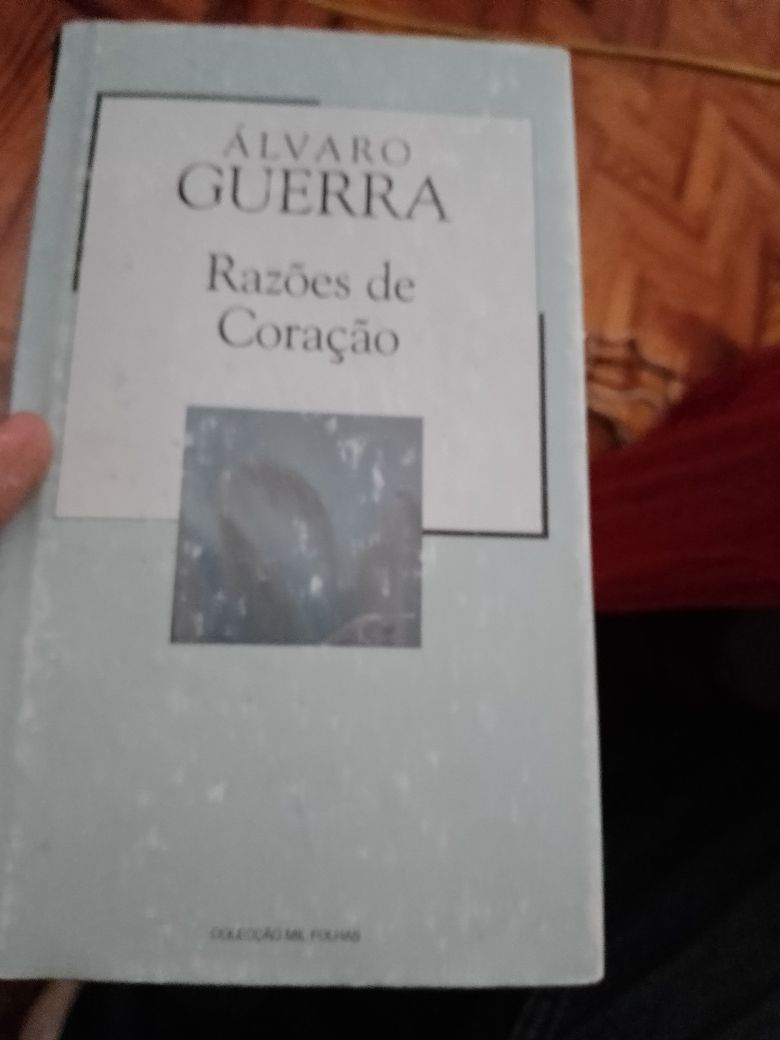 ÁLVARO
GUERRA
Razões de
Coração
COLECÇÃO MIL FOLHAS